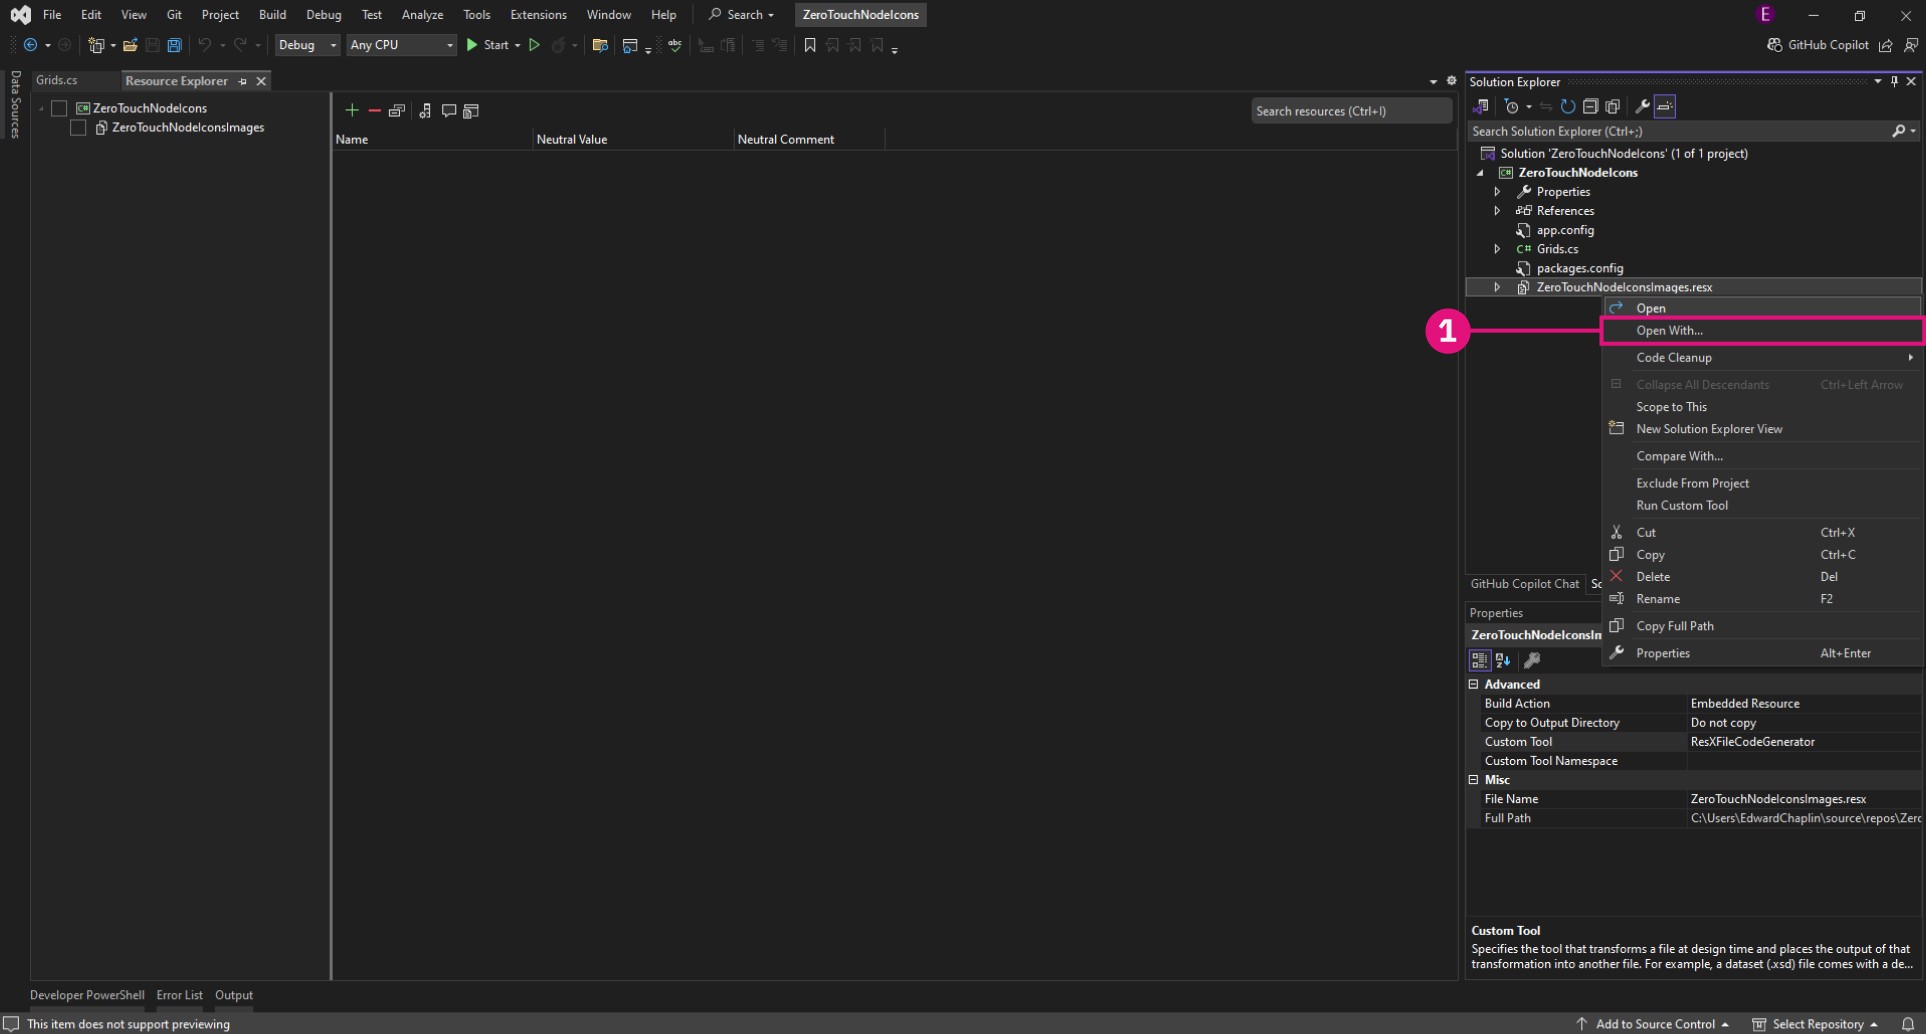 File Edit View Git Project Build Debug Test Analyze Tools Extensions Window Help Search ZeroTouchNodeIcons E
Debug Any CPU Start abc GitHub Copilot
Data Sources
Grids.cs Resource Explorer
ZeroTouchNodeIcons
ZeroTouchNodeIconsImages
Search resources (Ctrl+I)
Name Neutral Value Neutral Comment
Solution Explorer
Search Solution Explorer (Ctrl+;)
Solution 'ZeroTouchNodeIcons' (1 of 1 project)
C# ZeroTouchNodeIcons
Properties
References
app.config
C# Grids.cs
packages.config
ZeroTouchNodeIconsImages.resx
Open
1 Open With...
Code Cleanup
Collapse All Descendants Ctrl+Left Arrow
Scope to This
New Solution Explorer View
Compare With...
Exclude From Project
Run Custom Tool
Cut Ctrl+X
Copy Ctrl+C
Delete Del
Rename F2
Copy Full Path
Properties Alt+Enter
GitHub Copilot Chat So
Properties
ZeroTouchNodeIconsIm
Advanced
Build Action Embedded Resource
Copy to Output Directory Do not copy
Custom Tool ResXFileCodeGenerator
Custom Tool Namespace
Misc
File Name ZeroTouchNodeIconsImages.resx
Full Path C:\Users\EdwardChaplin\source\repos\Zero
Custom Tool
Specifies the tool that transforms a file at design time and places the output of that
transformation into another file. For example, a dataset (.xsd) file comes with a de...
Developer PowerShell Error List Output
This item does not support previewing Add to Source Control Select Repository